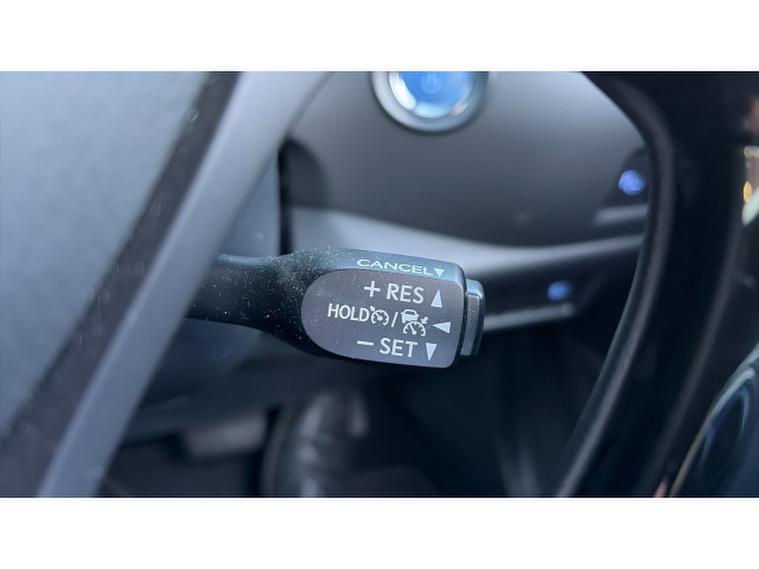 CANCEL▼
+ RES ▲
HOLD / ◀
− SET ▼